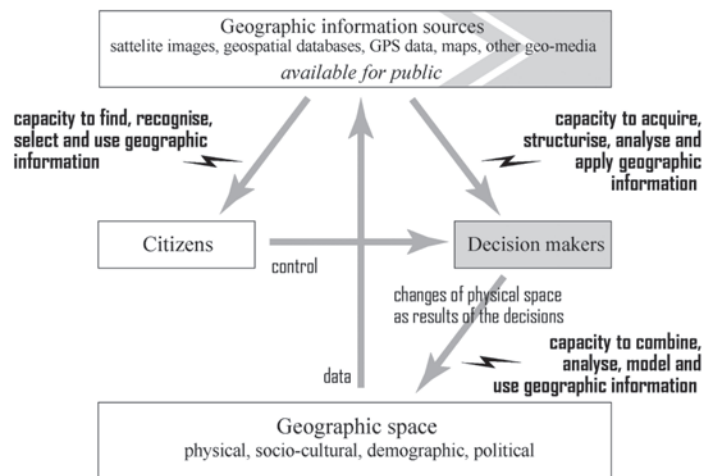 Geographic information sources
sattelite images, geospatial databases, GPS data, maps, other geo-media
available for public
capacity to find, recognise,
select and use geographic
information
capacity to acquire,
structurise, analyse and
apply geographic
information
Citizens
Decision makers
control
changes of physical space
as results of the decisions
capacity to combine,
analyse, model and
use geographic information
data
Geographic space
physical, socio-cultural, demographic, political